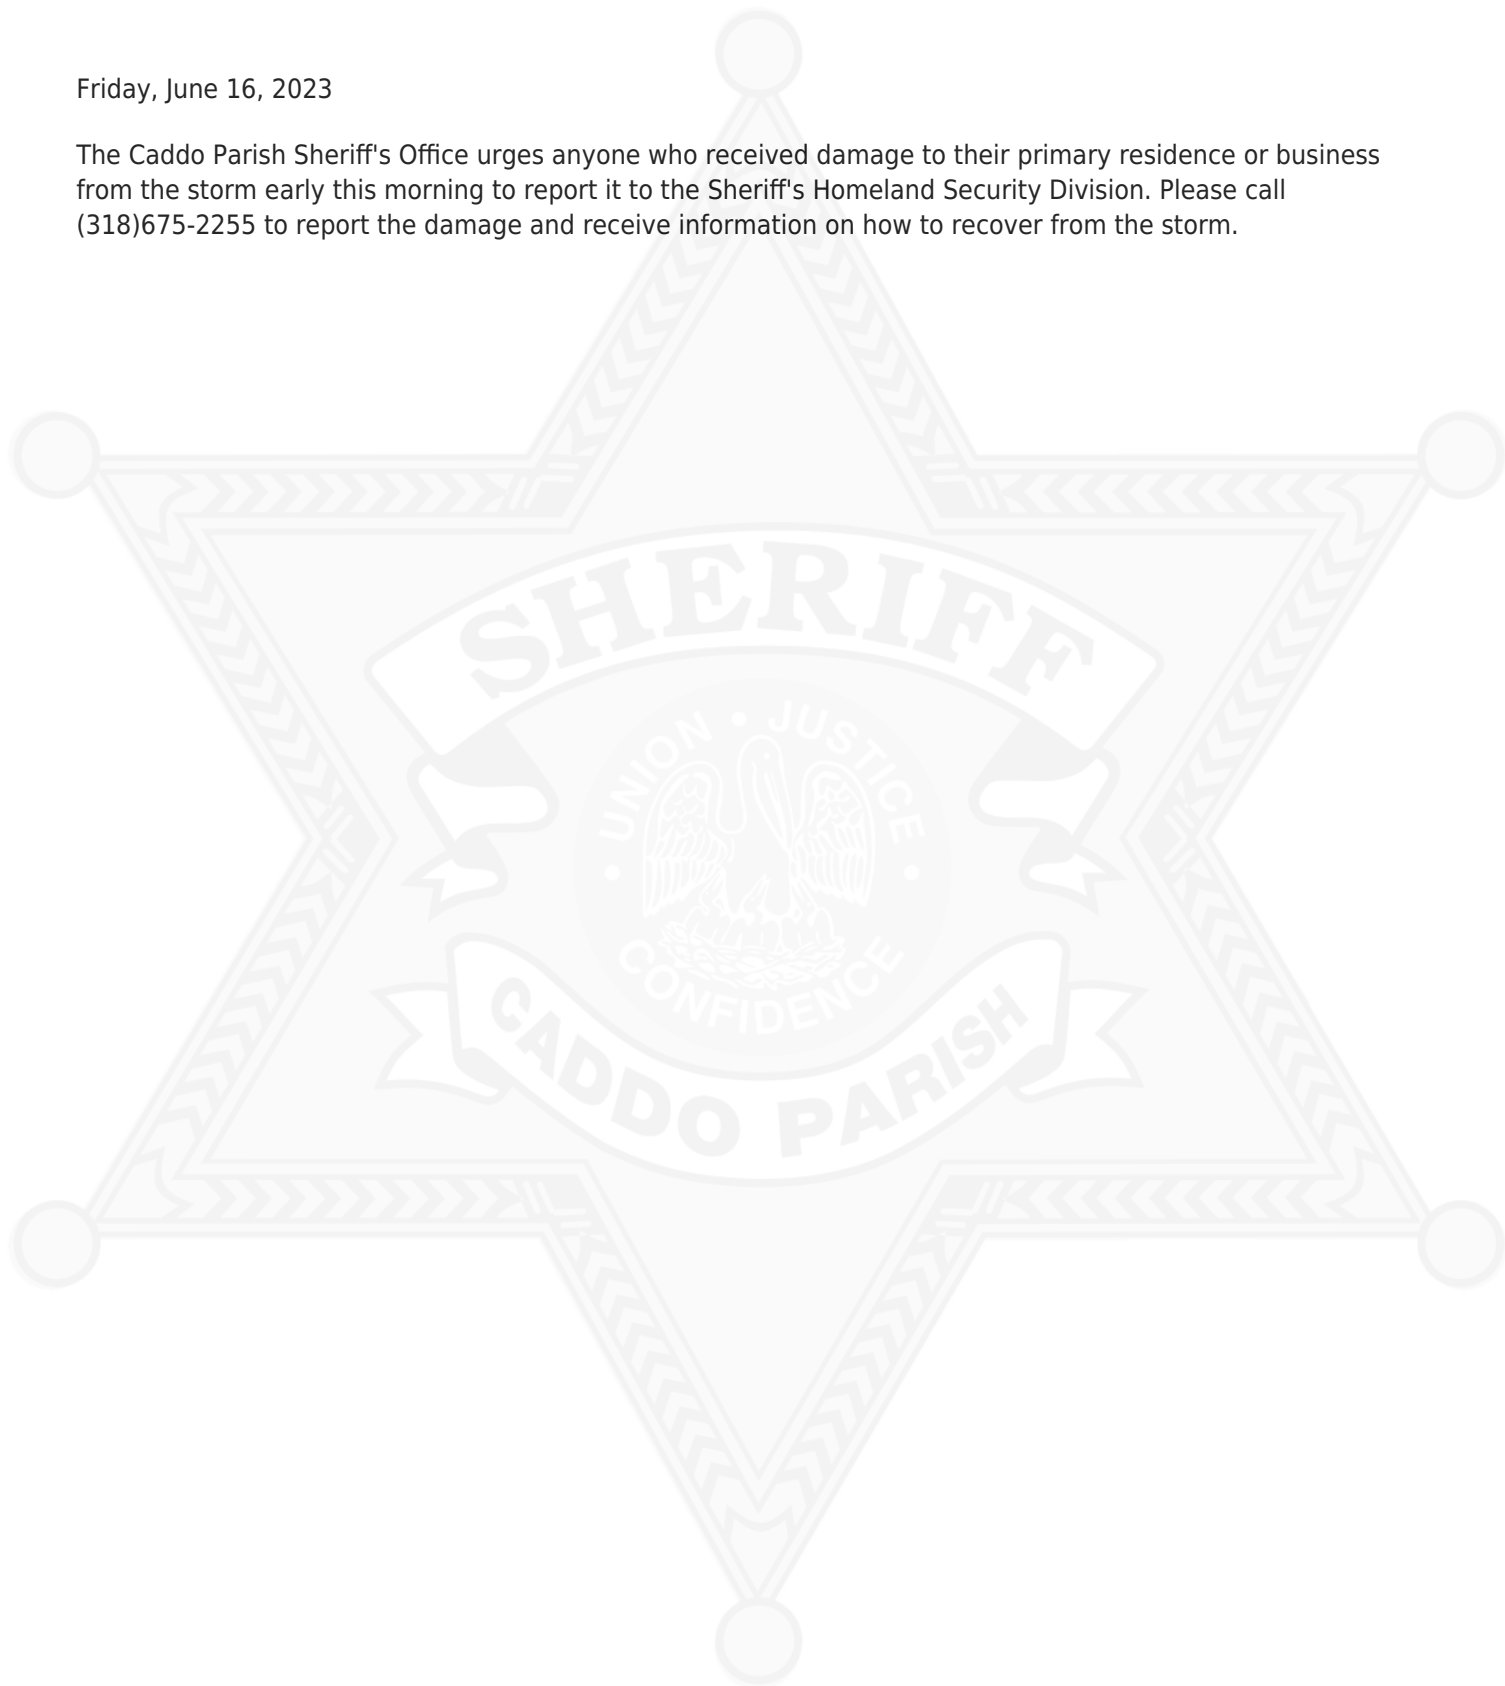 Friday, June 16, 2023
The Caddo Parish Sheriff's Office urges anyone who received damage to their primary residence or business
from the storm early this morning to report it to the Sheriff's Homeland Security Division. Please call
(318)675-2255 to report the damage and receive information on how to recover from the storm.
SHERIFF
UNION • JUSTICE
• CONFIDENCE •
CADDO PARISH